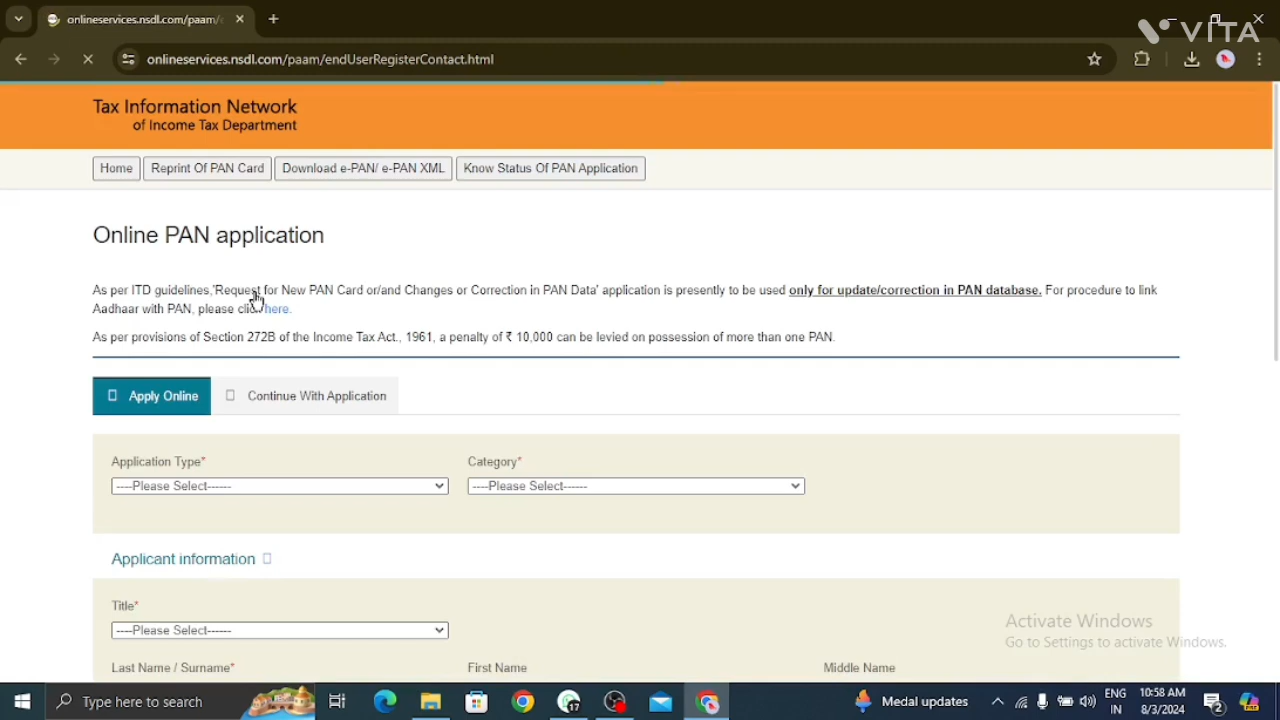 onlineservices.nsdl.com/paam/e
VITA
onlineservices.nsdl.com/paam/endUserRegisterContact.html
Tax Information Network
of Income Tax Department
Home Reprint Of PAN Card Download e-PAN/ e-PAN XML Know Status Of PAN Application
Online PAN application
As per ITD guidelines,'Request for New PAN Card or/and Changes or Correction in PAN Data' application is presently to be used only for update/correction in PAN database. For procedure to link
Aadhaar with PAN, please click here.
As per provisions of Section 272B of the Income Tax Act., 1961, a penalty of ₹ 10,000 can be levied on possession of more than one PAN.
Apply Online Continue With Application
Application Type* Category*
----Please Select------ ----Please Select------
Applicant information
Title*
----Please Select------
Activate Windows
Go to Settings to activate Windows.
Last Name / Surname* First Name Middle Name
Type here to search 17 Medal updates ENG 10:58 AM
IN 8/3/2024 2